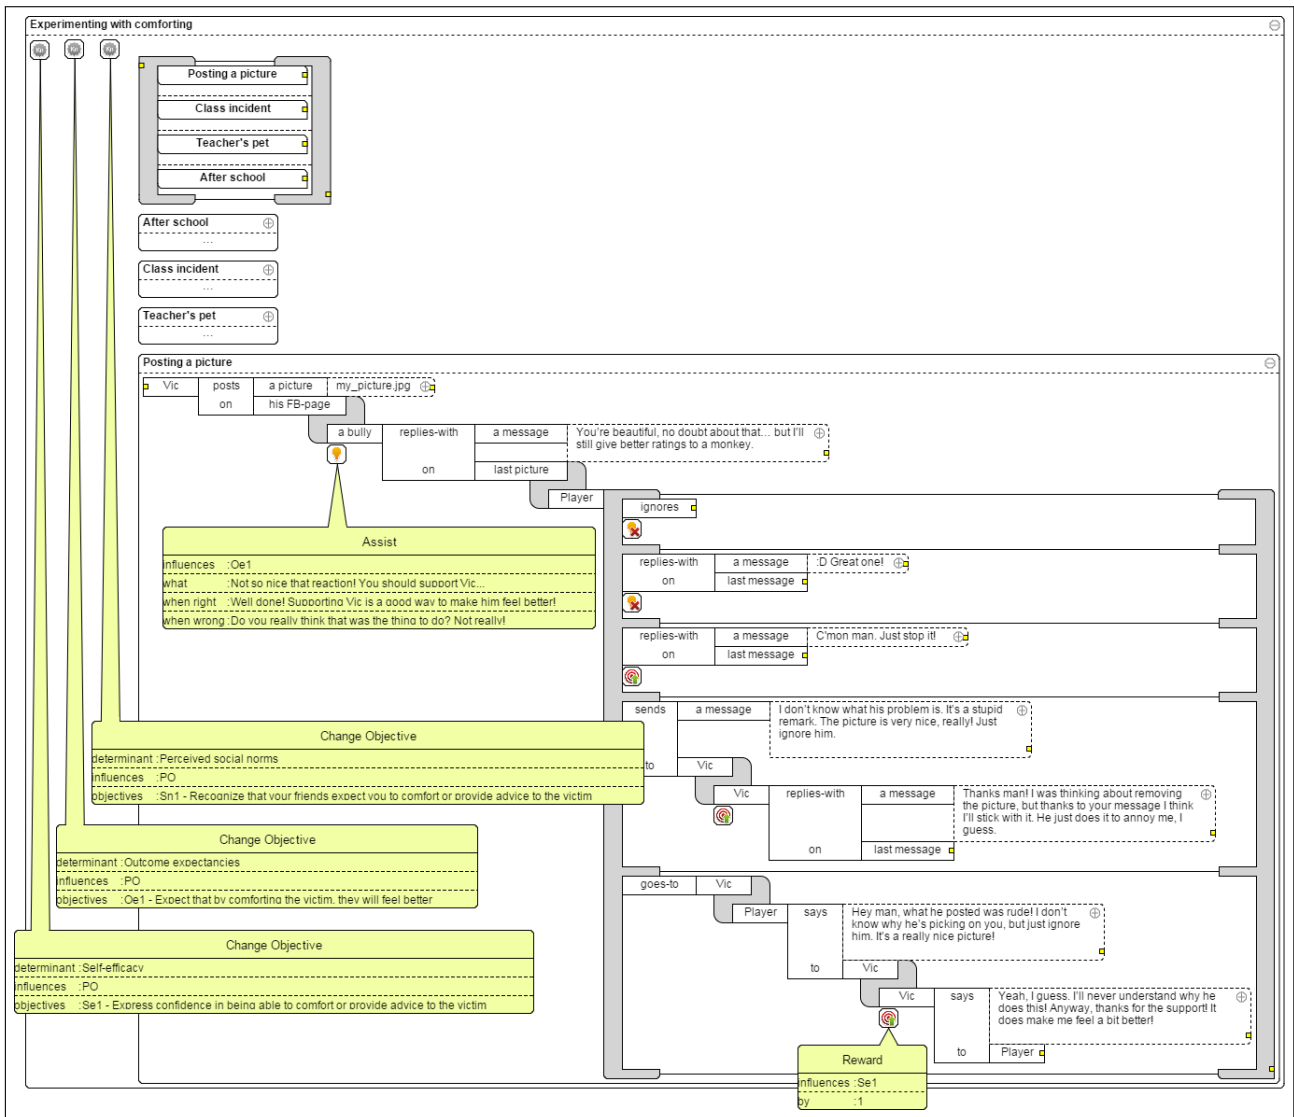 Experimenting with comforting
Posting a picture
Class incident
Teacher's pet
After school
After school
...
Class incident
...
Teacher's pet
...
Posting a picture
Vic posts a picture my_picture.jpg
on his FB-page
a bully replies-with a message You're beautiful, no doubt about that... but I'll
still give better ratings to a monkey.
on last picture
Player
ignores
replies-with a message :D Great one!
on last message
replies-with a message C'mon man. Just stop it!
on last message
Assist
influences :Oe1
what :Not so nice that reaction! You should support Vic...
when right :Well done! Supporting Vic is a good way to make him feel better!
when wrong :Do you really think that was the thing to do? Not really!
sends a message I don't know what his problem is. It's a stupid
remark. The picture is very nice, really! Just
ignore him.
to Vic
Vic replies-with a message Thanks man! I was thinking about removing
the picture, but thanks to your message I think
I'll stick with it. He just does it to annoy me, I
guess.
on last message
Change Objective
determinant :Perceived social norms
influences :PO
objectives :Sn1 - Recognize that your friends expect you to comfort or provide advice to the victim
Change Objective
determinant :Outcome expectancies
influences :PO
objectives :Oe1 - Expect that by comforting the victim, they will feel better
Change Objective
determinant :Self-efficacy
influences :PO
objectives :Se1 - Express confidence in being able to comfort or provide advice to the victim
goes-to Vic
Player says Hey man, what he posted was rude! I don't
know why he's picking on you, but just ignore
him. It's a really nice picture!
to Vic
Vic says Yeah, I guess. I'll never understand why he
does this! Anyway, thanks for the support! It
does make me feel a bit better!
to Player
Reward
influences :Se1
by :1